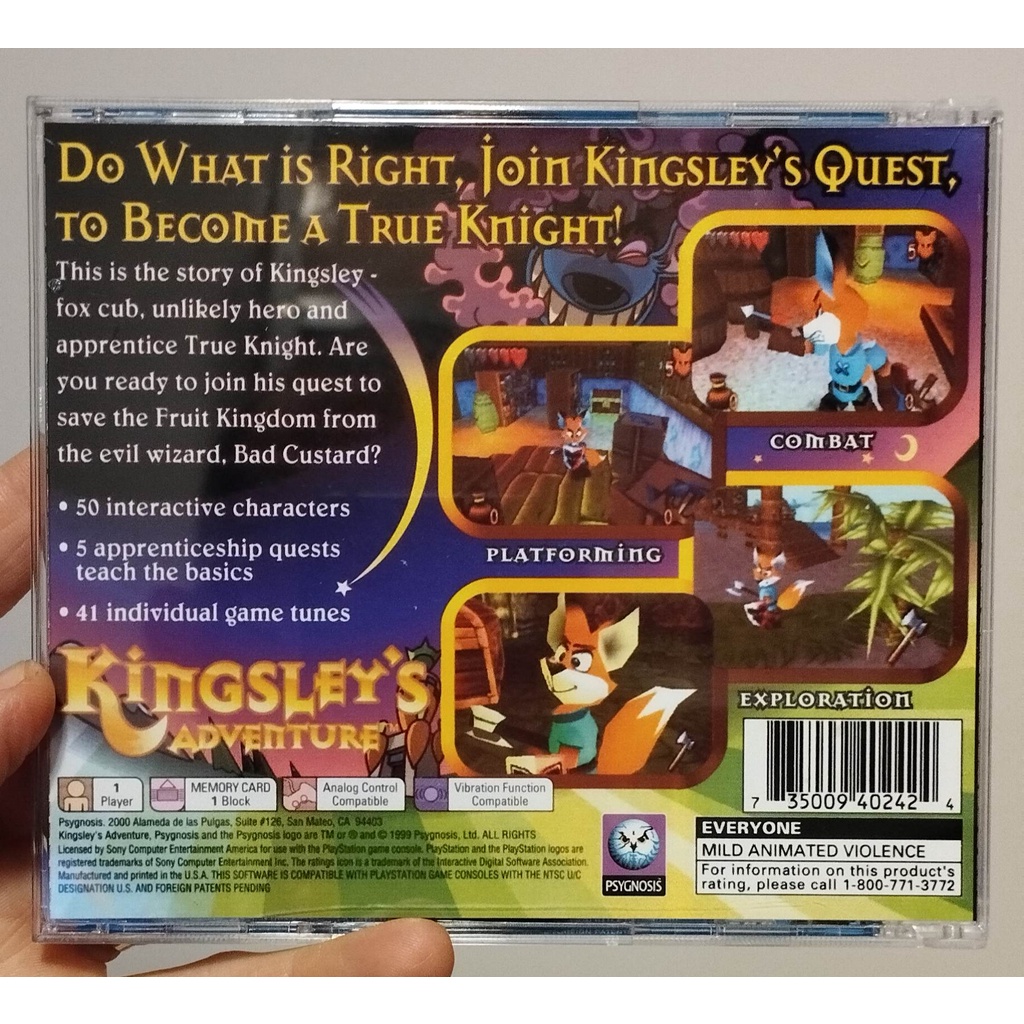 Do What is Right, Join Kingsley's Quest,
to Become a True Knight!
This is the story of Kingsley -
fox cub, unlikely hero and
apprentice True Knight. Are
you ready to join his quest to
save the Fruit Kingdom from
the evil wizard, Bad Custard?
• 50 interactive characters
• 5 apprenticeship quests
teach the basics
• 41 individual game tunes
5
0
0
COMBAT
5
0
0
PLATFORMING
EXPLORATION
KINGSLEY'S
ADVENTURE
1
Player
MEMORY CARD
1 Block
Analog Control
Compatible
Vibration Function
Compatible
Psygnosis. 2000 Alameda de las Pulgas, Suite #126, San Mateo, CA 94403
Kingsley's Adventure, Psygnosis and the Psygnosis logo are TM or ® and © 1999 Psygnosis, Ltd. ALL RIGHTS
Licensed by Sony Computer Entertainment America for use with the PlayStation game console. PlayStation and the PlayStation logos are
registered trademarks of Sony Computer Entertainment Inc. The ratings icon is a trademark of the Interactive Digital Software Association.
Manufactured and printed in the U.S.A. THIS SOFTWARE IS COMPATIBLE WITH PLAYSTATION GAME CONSOLES WITH THE NTSC U/C
DESIGNATION U.S. AND FOREIGN PATENTS PENDING
PSYGNOSIS
7 35009 40242 4
EVERYONE
MILD ANIMATED VIOLENCE
For information on this product's
rating, please call 1-800-771-3772